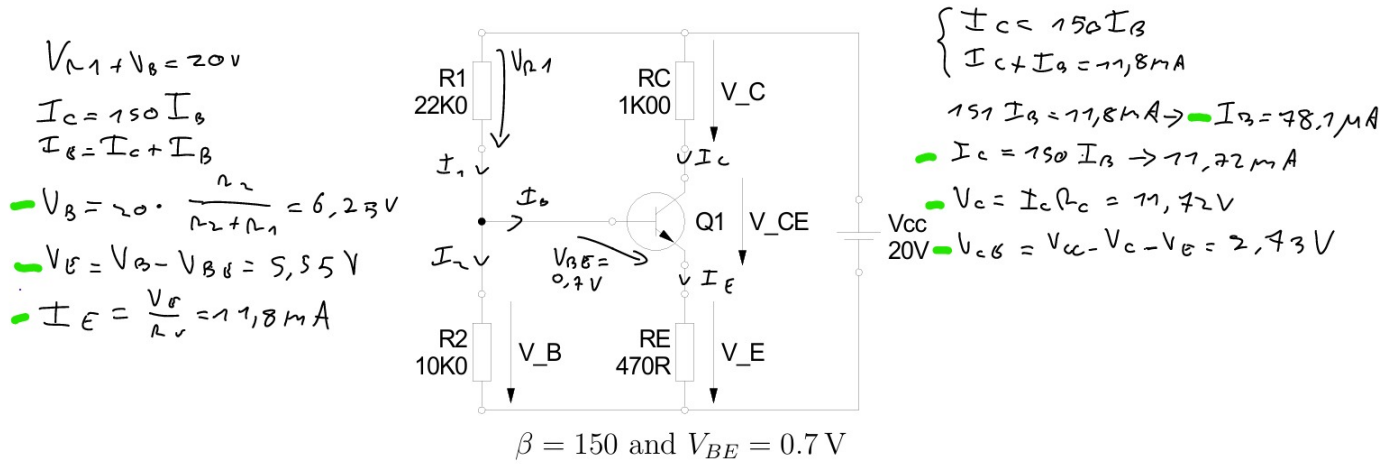 V_R1 + V_B = 20V
I_C = 150 I_B
I_E = I_C + I_B
V_B = 20 · R2 / (R2 + R1) = 6,25V
V_E = V_B - V_BE = 5,55V
I_E = V_E / R_E = 11,8mA
R1
22K0
V_R1
RC
1K00
V_C
I_1
I_C
I_B
Q1
V_CE
Vcc
20V
I_2
V_BE =
0,7V
I_E
R2
10K0
V_B
RE
470R
V_E
β = 150 and V_BE = 0.7 V
I_C = 150 I_B
I_C + I_B = 11,8mA
151 I_B = 11,8mA → I_B = 78,1μA
I_C = 150 I_B → 11,72mA
V_C = I_C R_C = 11,72V
V_CE = V_CC - V_C - V_E = 2,73V